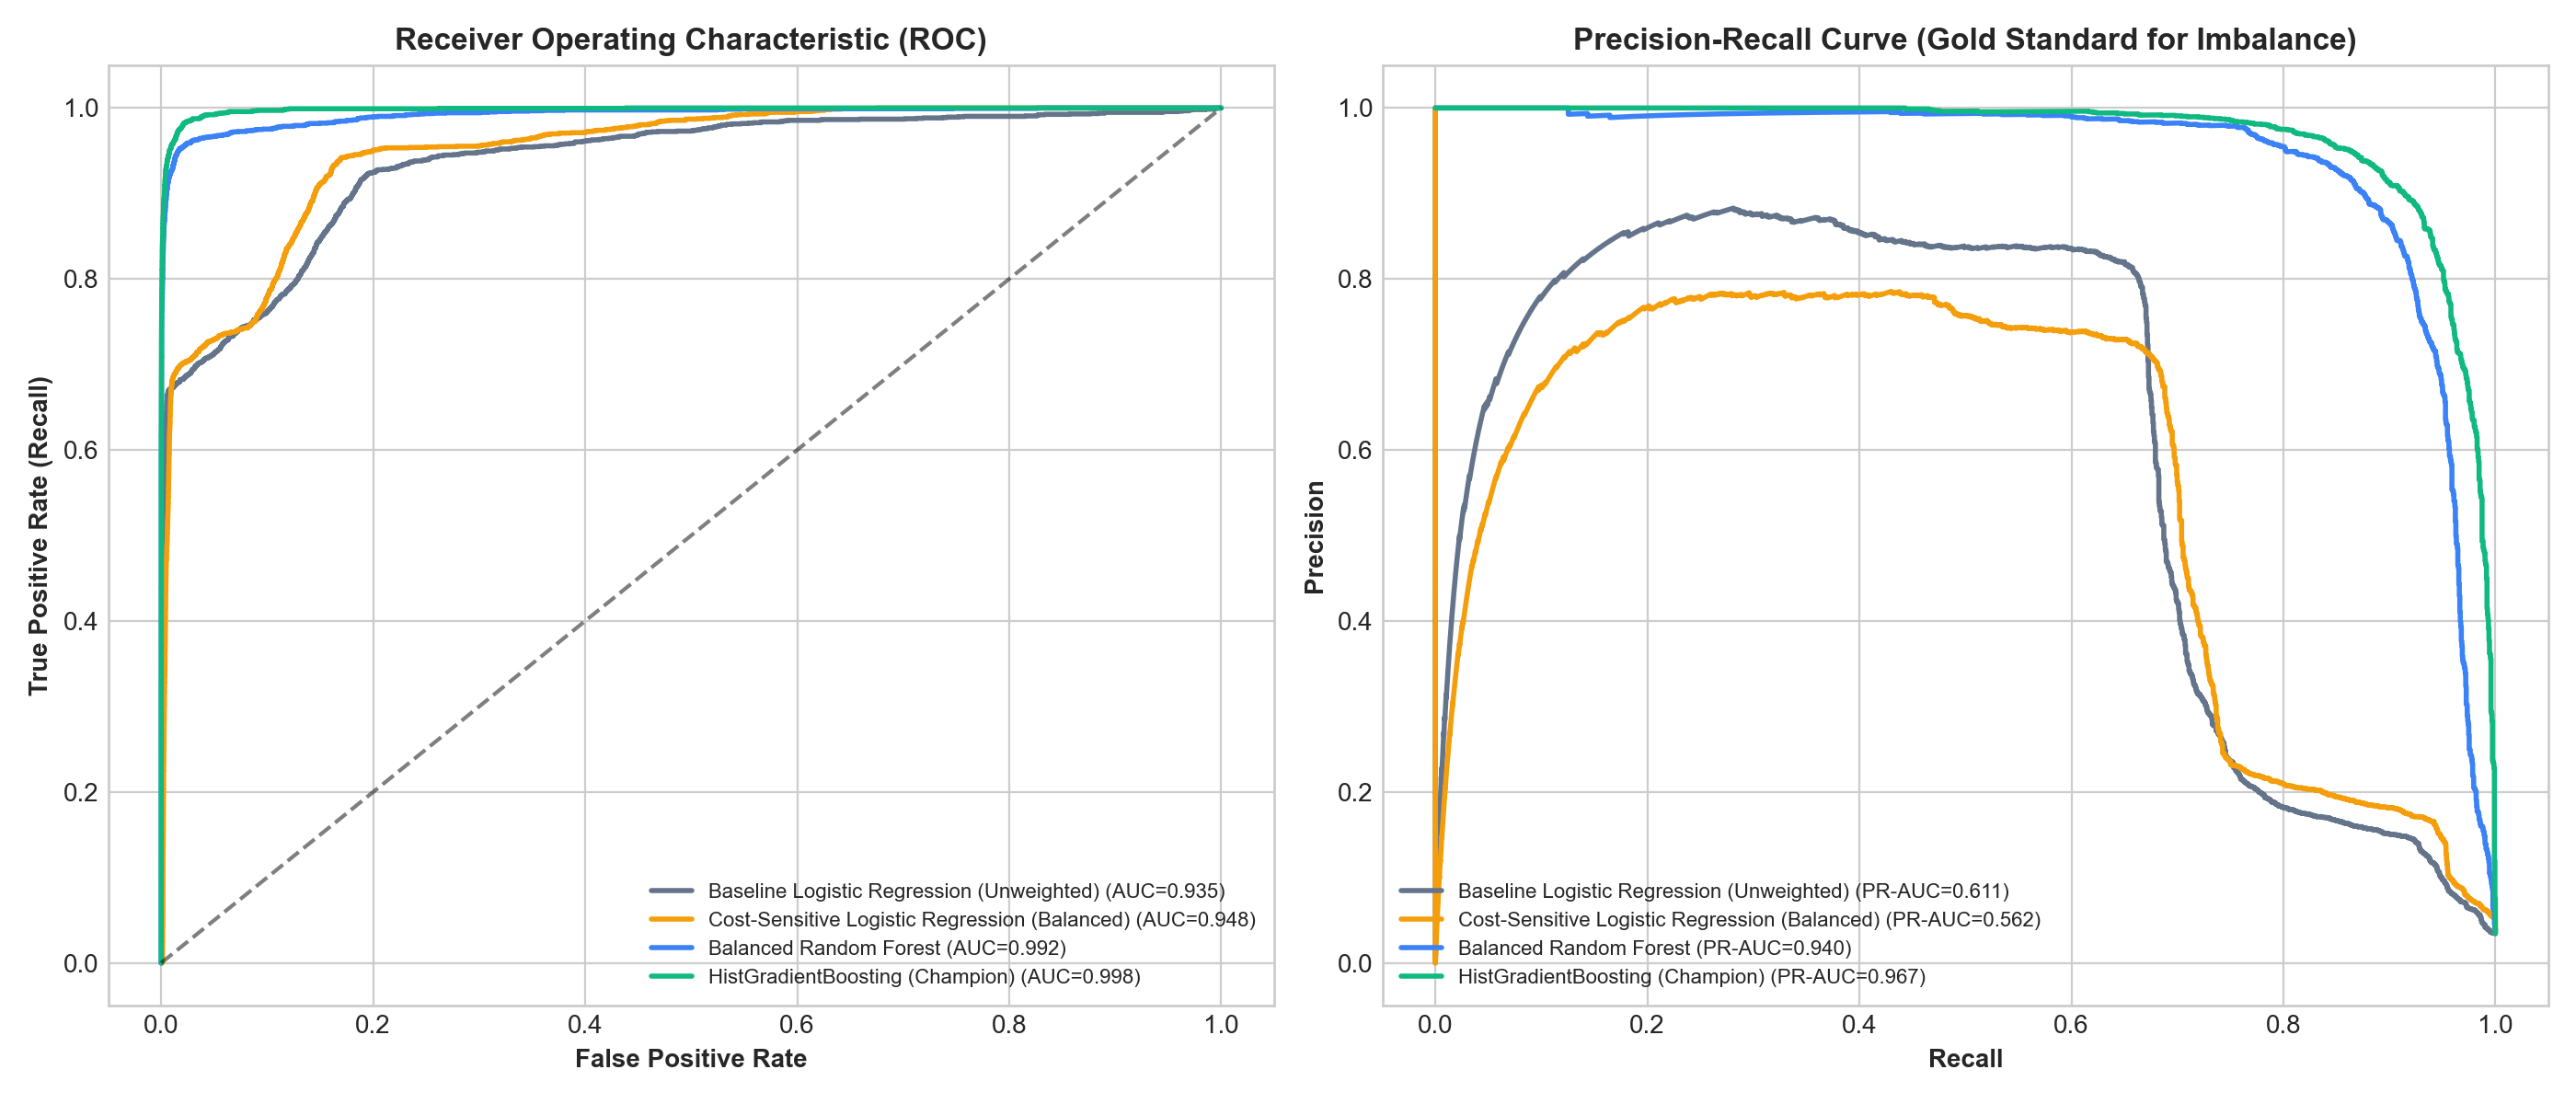 Receiver Operating Characteristic (ROC)
True Positive Rate (Recall)
1.0
0.8
0.6
0.4
0.2
0.0
Baseline Logistic Regression (Unweighted) (AUC=0.935)
Cost-Sensitive Logistic Regression (Balanced) (AUC=0.948)
Balanced Random Forest (AUC=0.992)
HistGradientBoosting (Champion) (AUC=0.998)
0.0 0.2 0.4 0.6 0.8 1.0
False Positive Rate
Precision-Recall Curve (Gold Standard for Imbalance)
Precision
1.0
0.8
0.6
0.4
0.2
0.0
Baseline Logistic Regression (Unweighted) (PR-AUC=0.611)
Cost-Sensitive Logistic Regression (Balanced) (PR-AUC=0.562)
Balanced Random Forest (PR-AUC=0.940)
HistGradientBoosting (Champion) (PR-AUC=0.967)
0.0 0.2 0.4 0.6 0.8 1.0
Recall